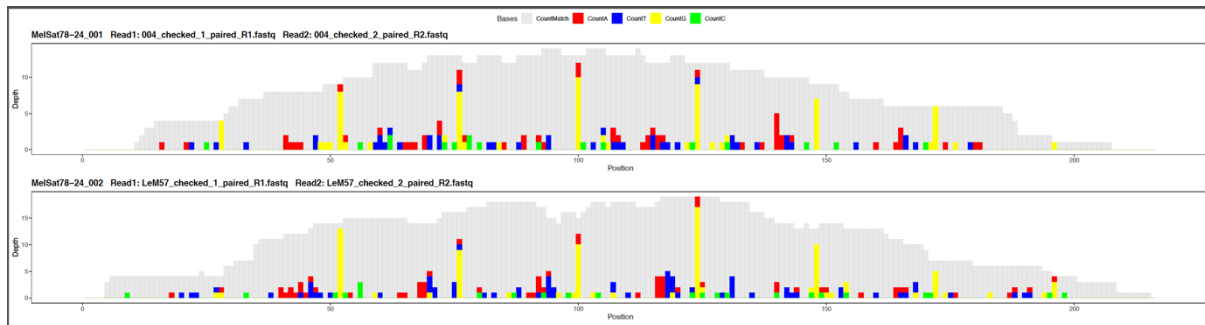 Bases CountMatch CountA CountT CountG CountC
MelSat78-24_001 Read1: 004_checked_1_paired_R1.fastq Read2: 004_checked_2_paired_R2.fastq
Depth
10
5
0
0 50 100 150 200
Position
MelSat78-24_002 Read1: LeM57_checked_1_paired_R1.fastq Read2: LeM57_checked_2_paired_R2.fastq
Depth
15
10
5
0
0 50 100 150 200
Position